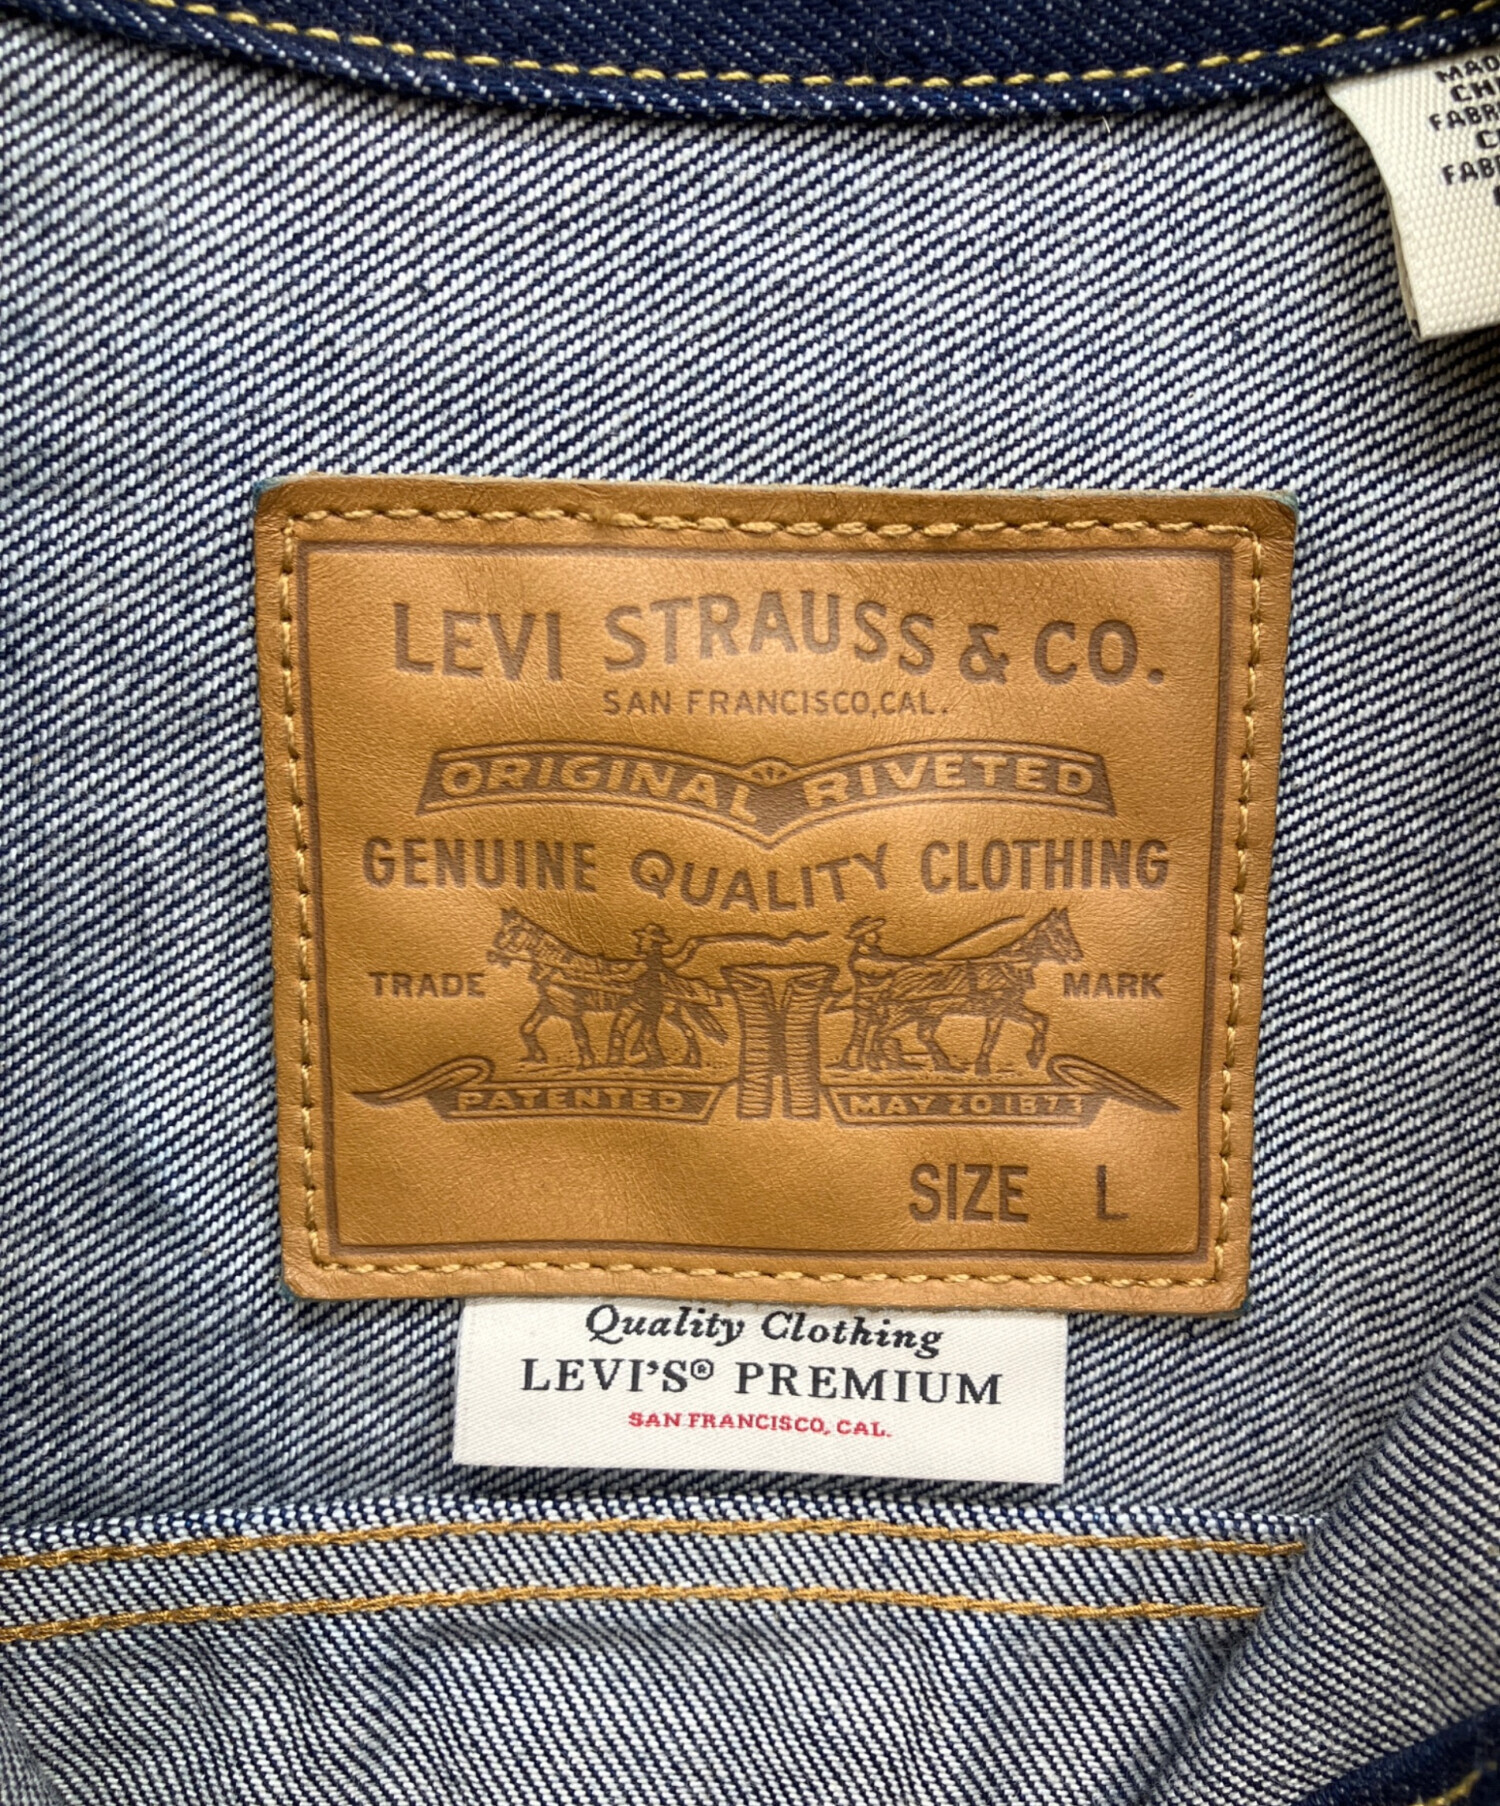 LEVI STRAUSS & CO.
SAN FRANCISCO,CAL.
ORIGINAL RIVETED
GENUINE QUALITY CLOTHING
TRADE MARK
PATENTED MAY 20 1873
SIZE L
Quality Clothing
LEVI'S® PREMIUM
SAN FRANCISCO, CAL.